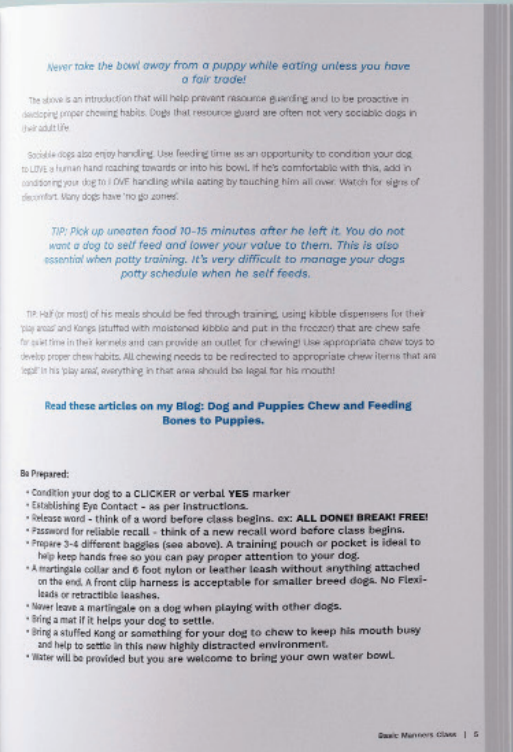 Never take the bowl away from a puppy while eating unless you have
a fair trade!
The above is an introduction that will help prevent resource guarding and to be proactive in
developing proper chewing habits. Dogs that resource guard are often not very sociable dogs in
their adult life.
Sociable dogs also enjoy handling. Use feeding time as an opportunity to condition your dog
to LOVE a human hand reaching towards or into his bowl. If he's comfortable with this, add in
conditioning your dog to LOVE handling while eating by touching him all over. Watch for signs of
discomfort. Many dogs have 'no go zones'.
TIP: Pick up uneaten food 10-15 minutes after he left it. You do not
want a dog to self feed and lower your value to them. This is also
essential when potty training. It's very difficult to manage your dogs
potty schedule when he self feeds.
TIP: Half (or most) of his meals should be fed through training, using kibble dispensers for their
'play areas' and Kongs (stuffed with moistened kibble and put in the freezer) that are chew safe
for quiet time in their kennels and can provide an outlet for chewing! Use appropriate chew toys to
develop proper chew habits. All chewing needs to be redirected to appropriate chew items that are
'legal' in his 'play area', everything in that area should be legal for his mouth!
Read these articles on my Blog: Dog and Puppies Chew and Feeding
Bones to Puppies.
Be Prepared:
• Condition your dog to a CLICKER or verbal YES marker
• Establishing Eye Contact - as per instructions.
• Release word - think of a word before class begins. ex: ALL DONE! BREAK! FREE!
• Password for reliable recall - think of a new recall word before class begins.
• Prepare 3-4 different baggies (see above). A training pouch or pocket is ideal to
help keep hands free so you can pay proper attention to your dog.
• A martingale collar and 6 foot nylon or leather leash without anything attached
on the end. A front clip harness is acceptable for smaller breed dogs. No Flexi-
leads or retractible leashes.
• Never leave a martingale on a dog when playing with other dogs.
• Bring a mat if it helps your dog to settle.
• Bring a stuffed Kong or something for your dog to chew to keep his mouth busy
and help to settle in this new highly distracted environment.
• Water will be provided but you are welcome to bring your own water bowl.
Basic Manners Class | 5